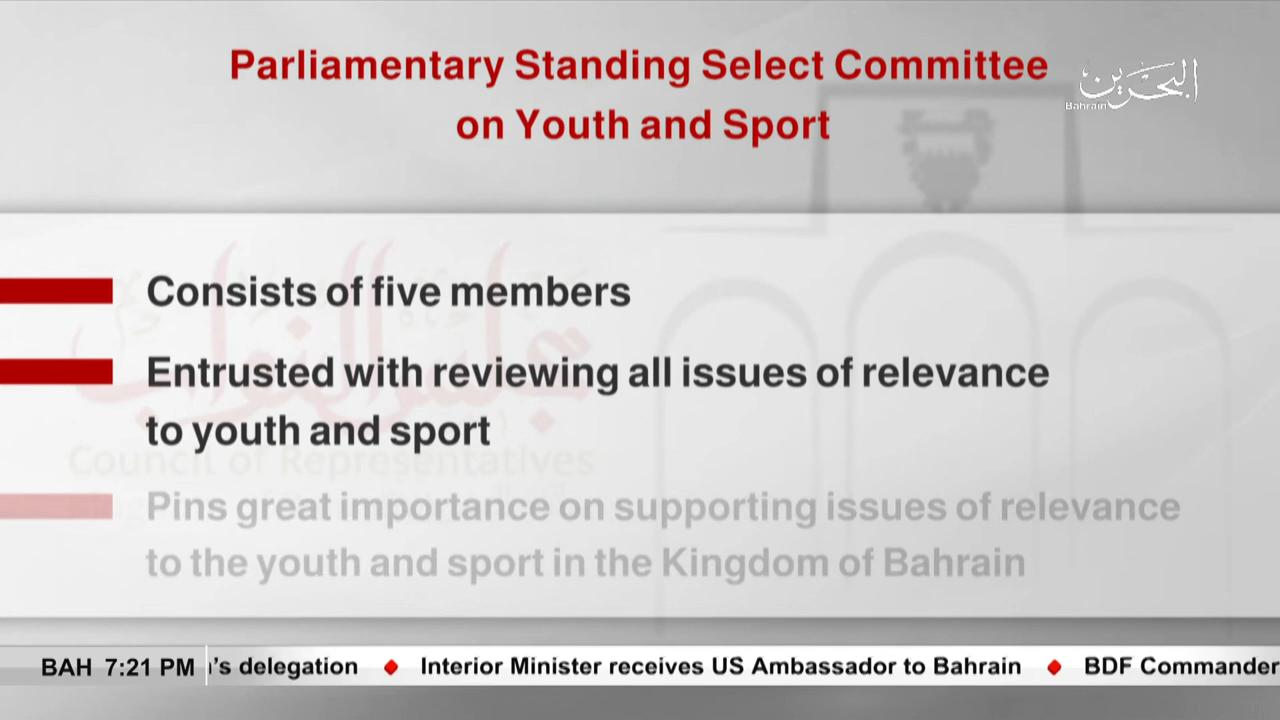 Parliamentary Standing Select Committee
on Youth and Sport
البحرين
Bahrain
Consists of five members
Entrusted with reviewing all issues of relevance
to youth and sport
مجلس النواب
Council of Representatives
Pins great importance on supporting issues of relevance
to the youth and sport in the Kingdom of Bahrain
BAH 7:21 PM
's delegation ♦ Interior Minister receives US Ambassador to Bahrain ♦ BDF Commander